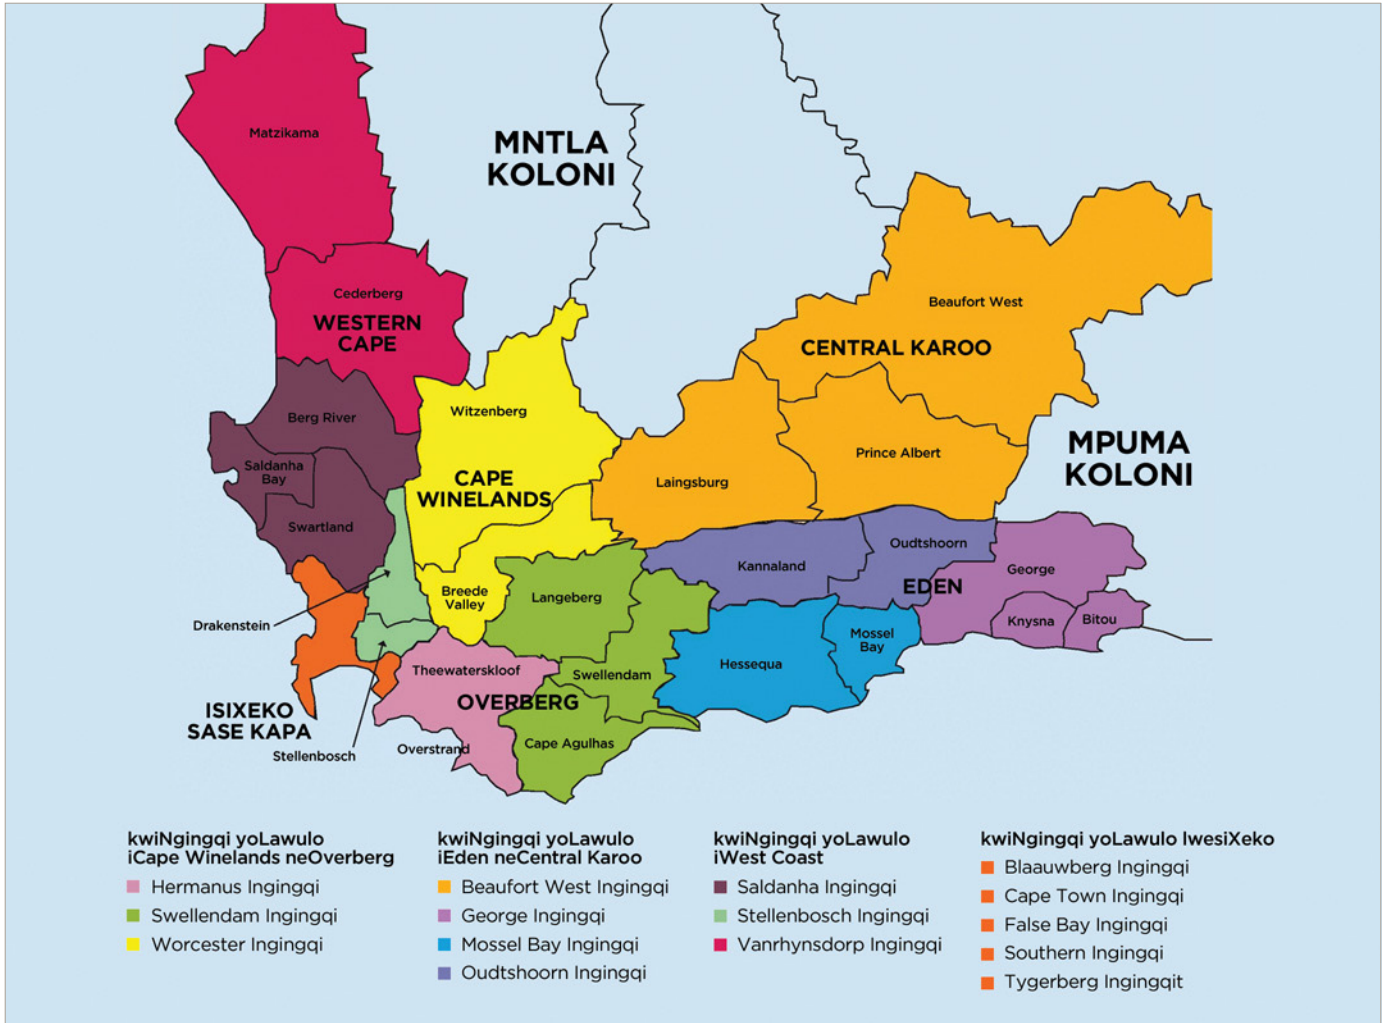 Matzikama
MNTLA
KOLONI
Cederberg
WESTERN
CAPE
Beaufort West
CENTRAL KAROO
Berg River
Witzenberg
MPUMA
KOLONI
Saldanha
Bay
CAPE
WINELANDS
Laingsburg
Prince Albert
Swartland
Oudtshoorn
Kannaland
George
EDEN
Breede
Valley
Langeberg
Drakenstein
Knysna
Bitou
Mossel
Bay
Theewaterskloof
Swellendam
Hessequa
OVERBERG
ISIXEKO
SASE KAPA
Stellenbosch
Overstrand
Cape Agulhas
kwiNgingqi yoLawulo
iCape Winelands neOverberg
Hermanus Ingingqi
Swellendam Ingingqi
Worcester Ingingqi
kwiNgingqi yoLawulo
iEden neCentral Karoo
Beaufort West Ingingqi
George Ingingqi
Mossel Bay Ingingqi
Oudtshoorn Ingingqi
kwiNgingqi yoLawulo
iWest Coast
Saldanha Ingingqi
Stellenbosch Ingingqi
Vanrhynsdorp Ingingqi
kwiNgingqi yoLawulo lwesiXeko
Blaauwberg Ingingqi
Cape Town Ingingqi
False Bay Ingingqi
Southern Ingingqi
Tygerberg Ingingqit